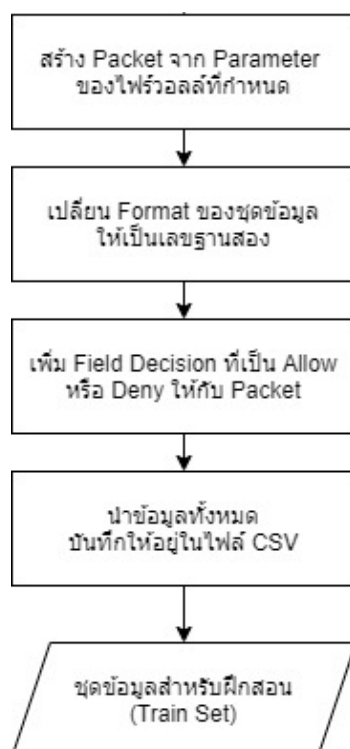 สร้าง Packet จาก Parameter
ของไฟร์วอลล์ที่กำหนด
เปลี่ยน Format ของชุดข้อมูล
ให้เป็นเลขฐานสอง
เพิ่ม Field Decision ที่เป็น Allow
หรือ Deny ให้กับ Packet
นำข้อมูลทั้งหมด
บันทึกให้อยู่ในไฟล์ CSV
ชุดข้อมูลสำหรับฝึกสอน
(Train Set)